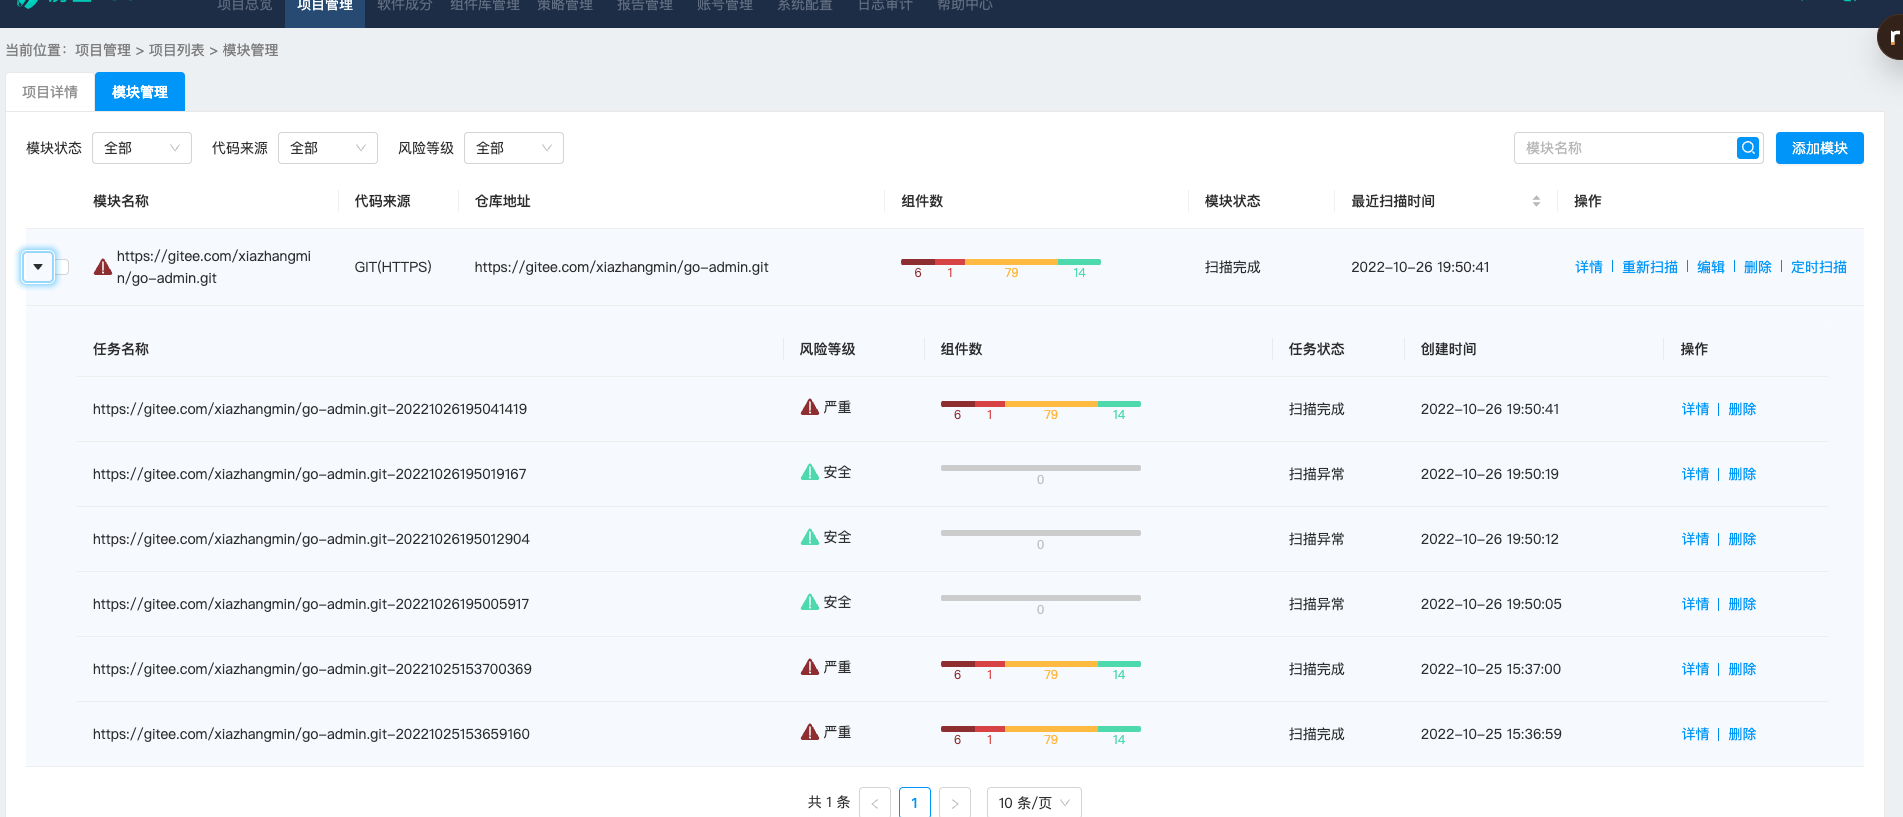 项目总览 项目管理 软件成分 组件库管理 策略管理 报告管理 账号管理 系统配置 日志审计 帮助中心
当前位置： 项目管理 > 项目列表 > 模块管理
项目详情 模块管理
模块状态 全部 代码来源 全部 风险等级 全部 模块名称 添加模块
模块名称 代码来源 仓库地址 组件数 模块状态 最近扫描时间 操作
https://gitee.com/xiazhangmi
n/go-admin.git GIT(HTTPS) https://gitee.com/xiazhangmin/go-admin.git 6 1 79 14 扫描完成 2022-10-26 19:50:41 详情 | 重新扫描 | 编辑 | 删除 | 定时扫描
任务名称 风险等级 组件数 任务状态 创建时间 操作
https://gitee.com/xiazhangmin/go-admin.git-20221026195041419 严重 6 1 79 14 扫描完成 2022-10-26 19:50:41 详情 | 删除
https://gitee.com/xiazhangmin/go-admin.git-20221026195019167 安全 0 扫描异常 2022-10-26 19:50:19 详情 | 删除
https://gitee.com/xiazhangmin/go-admin.git-20221026195012904 安全 0 扫描异常 2022-10-26 19:50:12 详情 | 删除
https://gitee.com/xiazhangmin/go-admin.git-20221026195005917 安全 0 扫描异常 2022-10-26 19:50:05 详情 | 删除
https://gitee.com/xiazhangmin/go-admin.git-20221025153700369 严重 6 1 79 14 扫描完成 2022-10-25 15:37:00 详情 | 删除
https://gitee.com/xiazhangmin/go-admin.git-20221025153659160 严重 6 1 79 14 扫描完成 2022-10-25 15:36:59 详情 | 删除
共 1 条 < 1 > 10 条/页